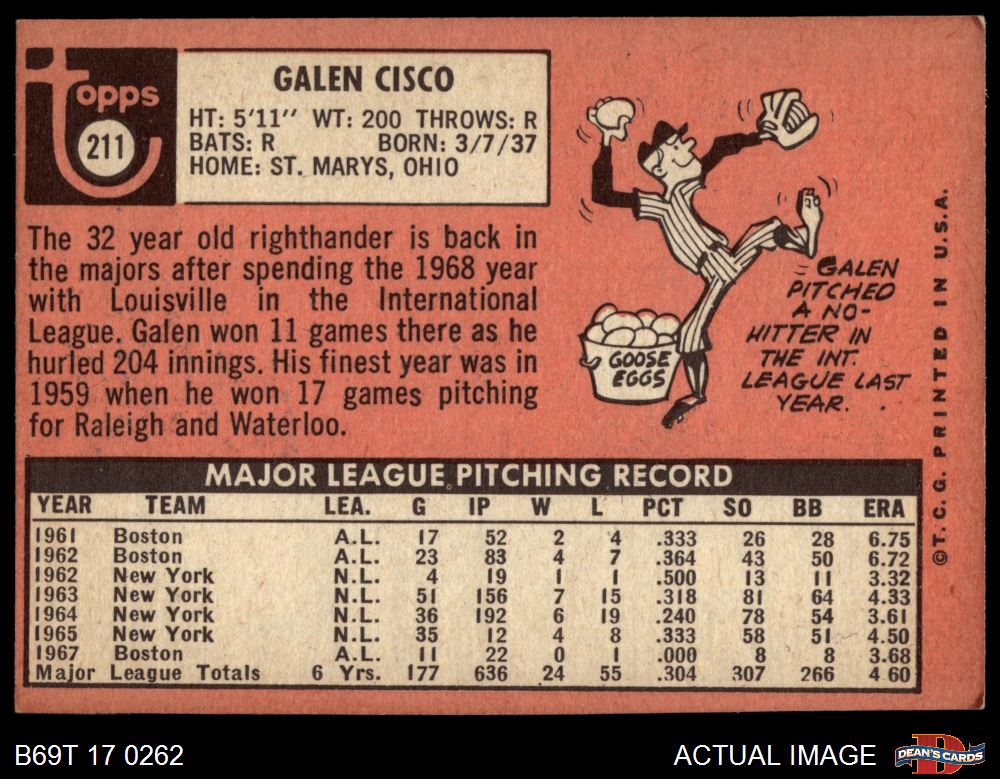 Topps
211
GALEN CISCO
HT: 5'11" WT: 200 THROWS: R
BATS: R BORN: 3/7/37
HOME: ST. MARYS, OHIO
The 32 year old righthander is back in
the majors after spending the 1968 year
with Louisville in the International
League. Galen won 11 games there as he
hurled 204 innings. His finest year was in
1959 when he won 17 games pitching
for Raleigh and Waterloo.
GOOSE
EGGS
GALEN
PITCHED
A NO-
HITTER IN
THE INT.
LEAGUE LAST
YEAR.
©T. C. G. PRINTED IN U.S.A.
MAJOR LEAGUE PITCHING RECORD
YEAR TEAM LEA. G IP W L PCT SO BB ERA
1961 Boston A.L. 17 52 2 4 .333 26 28 6.75
1962 Boston A.L. 23 83 4 7 .364 43 50 6.72
1962 New York N.L. 4 19 1 1 .500 13 11 3.32
1963 New York N.L. 51 156 7 15 .318 81 64 4.33
1964 New York N.L. 36 192 6 19 .240 78 54 3.61
1965 New York N.L. 35 12 4 8 .333 58 51 4.50
1967 Boston A.L. 11 22 0 1 .000 8 8 3.68
Major League Totals 6 Yrs. 177 636 24 55 .304 307 266 4 60
B69T 17 0262
ACTUAL IMAGE
DEAN'S CARDS